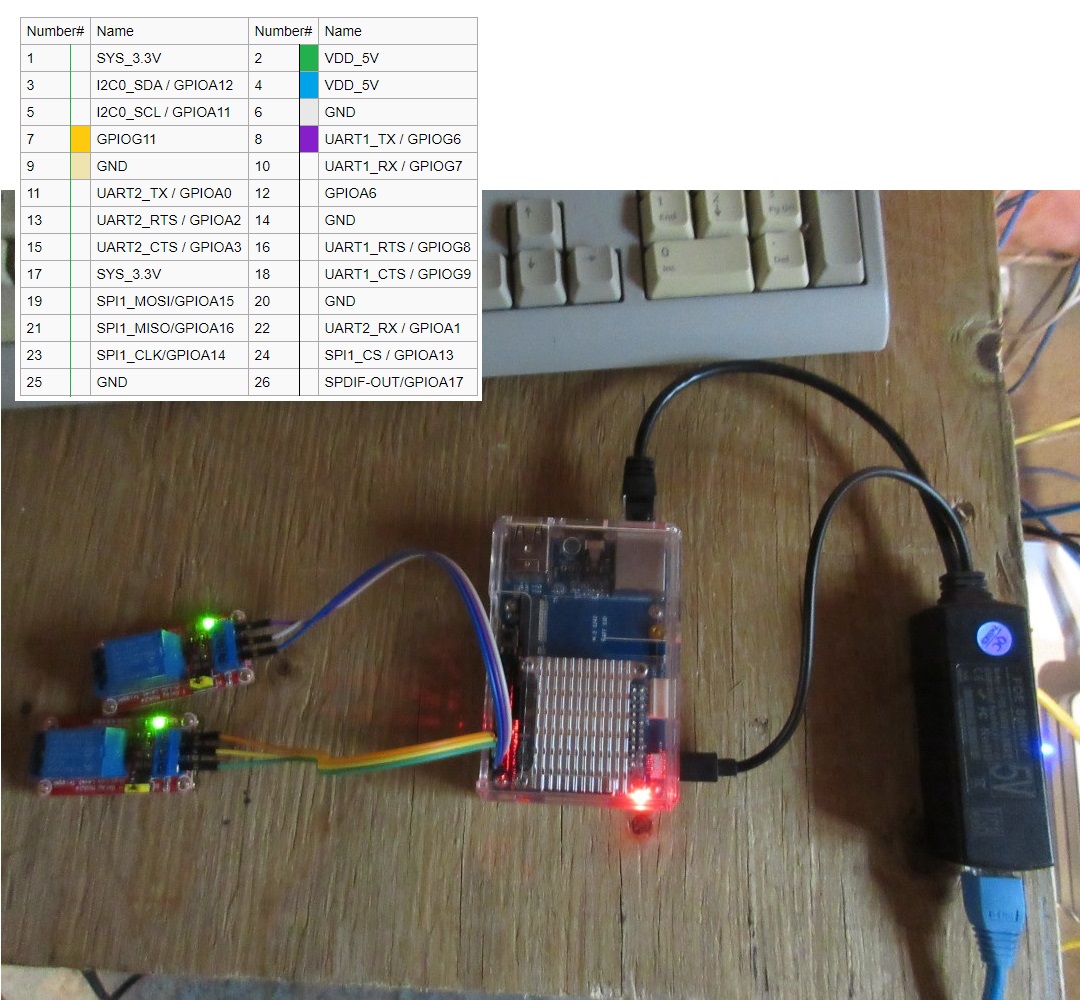 Number# Name Number# Name
1 SYS_3.3V 2 VDD_5V
3 I2C0_SDA / GPIOA12 4 VDD_5V
5 I2C0_SCL / GPIOA11 6 GND
7 GPIOG11 8 UART1_TX / GPIOG6
9 GND 10 UART1_RX / GPIOG7
11 UART2_TX / GPIOA0 12 GPIOA6
13 UART2_RTS / GPIOA2 14 GND
15 UART2_CTS / GPIOA3 16 UART1_RTS / GPIOG8
17 SYS_3.3V 18 UART1_CTS / GPIOG9
19 SPI1_MOSI/GPIOA15 20 GND
21 SPI1_MISO/GPIOA16 22 UART2_RX / GPIOA1
23 SPI1_CLK/GPIOA14 24 SPI1_CS / GPIOA13
25 GND 26 SPDIF-OUT/GPIOA17
1 2
End
Ins
QC
5V